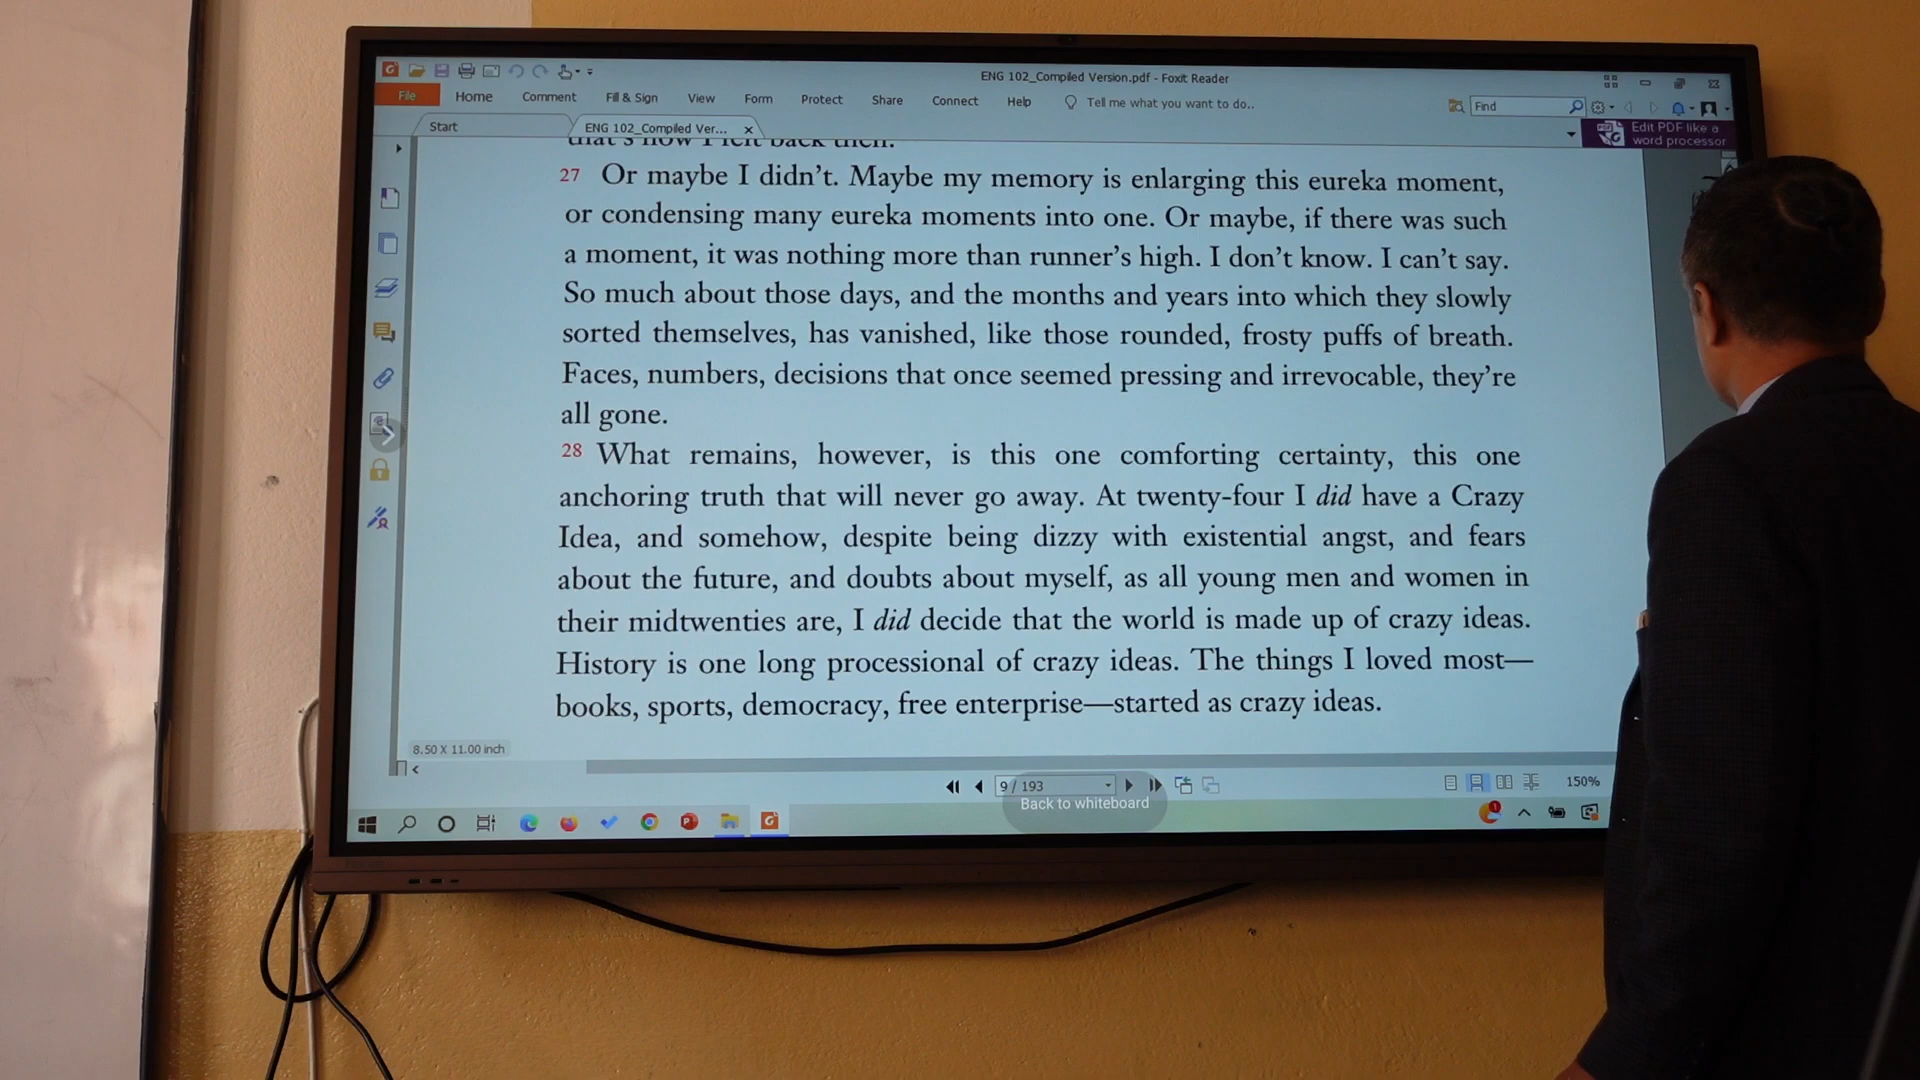 ENG 102_Compiled Version.pdf - Foxit Reader
File Home Comment Fill & Sign View Form Protect Share Connect Help Tell me what you want to do.. Find
Start ENG 102_Compiled Ver...
Edit PDF like a
word processor
that's how I felt back then.
27 Or maybe I didn’t. Maybe my memory is enlarging this eureka moment,
or condensing many eureka moments into one. Or maybe, if there was such
a moment, it was nothing more than runner’s high. I don’t know. I can’t say.
So much about those days, and the months and years into which they slowly
sorted themselves, has vanished, like those rounded, frosty puffs of breath.
Faces, numbers, decisions that once seemed pressing and irrevocable, they’re
all gone.
28 What remains, however, is this one comforting certainty, this one
anchoring truth that will never go away. At twenty-four I did have a Crazy
Idea, and somehow, despite being dizzy with existential angst, and fears
about the future, and doubts about myself, as all young men and women in
their midtwenties are, I did decide that the world is made up of crazy ideas.
History is one long processional of crazy ideas. The things I loved most—
books, sports, democracy, free enterprise—started as crazy ideas.
8.50 X 11.00 inch
9 / 193
150%
Back to whiteboard